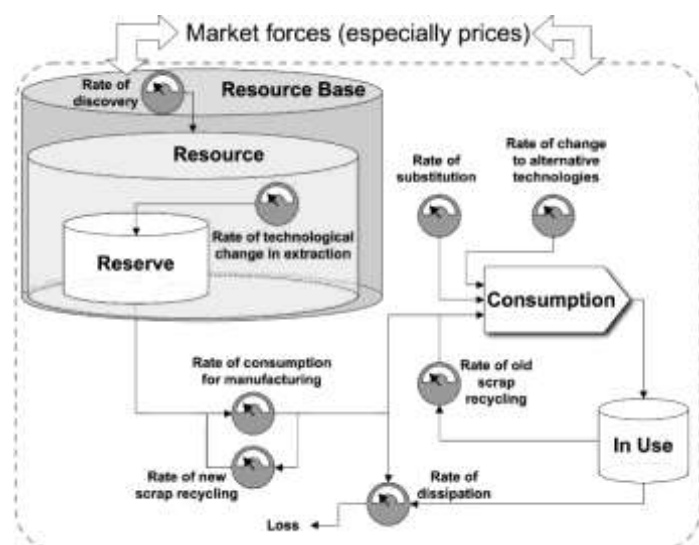 Market forces (especially prices)
Rate of
discovery
Resource Base
Resource
Rate of
substitution
Rate of change
to alternative
technologies
Rate of technological
change in extraction
Reserve
Consumption
Rate of consumption
for manufacturing
Rate of old
scrap
recycling
In Use
Rate of new
scrap recycling
Rate of
dissipation
Loss